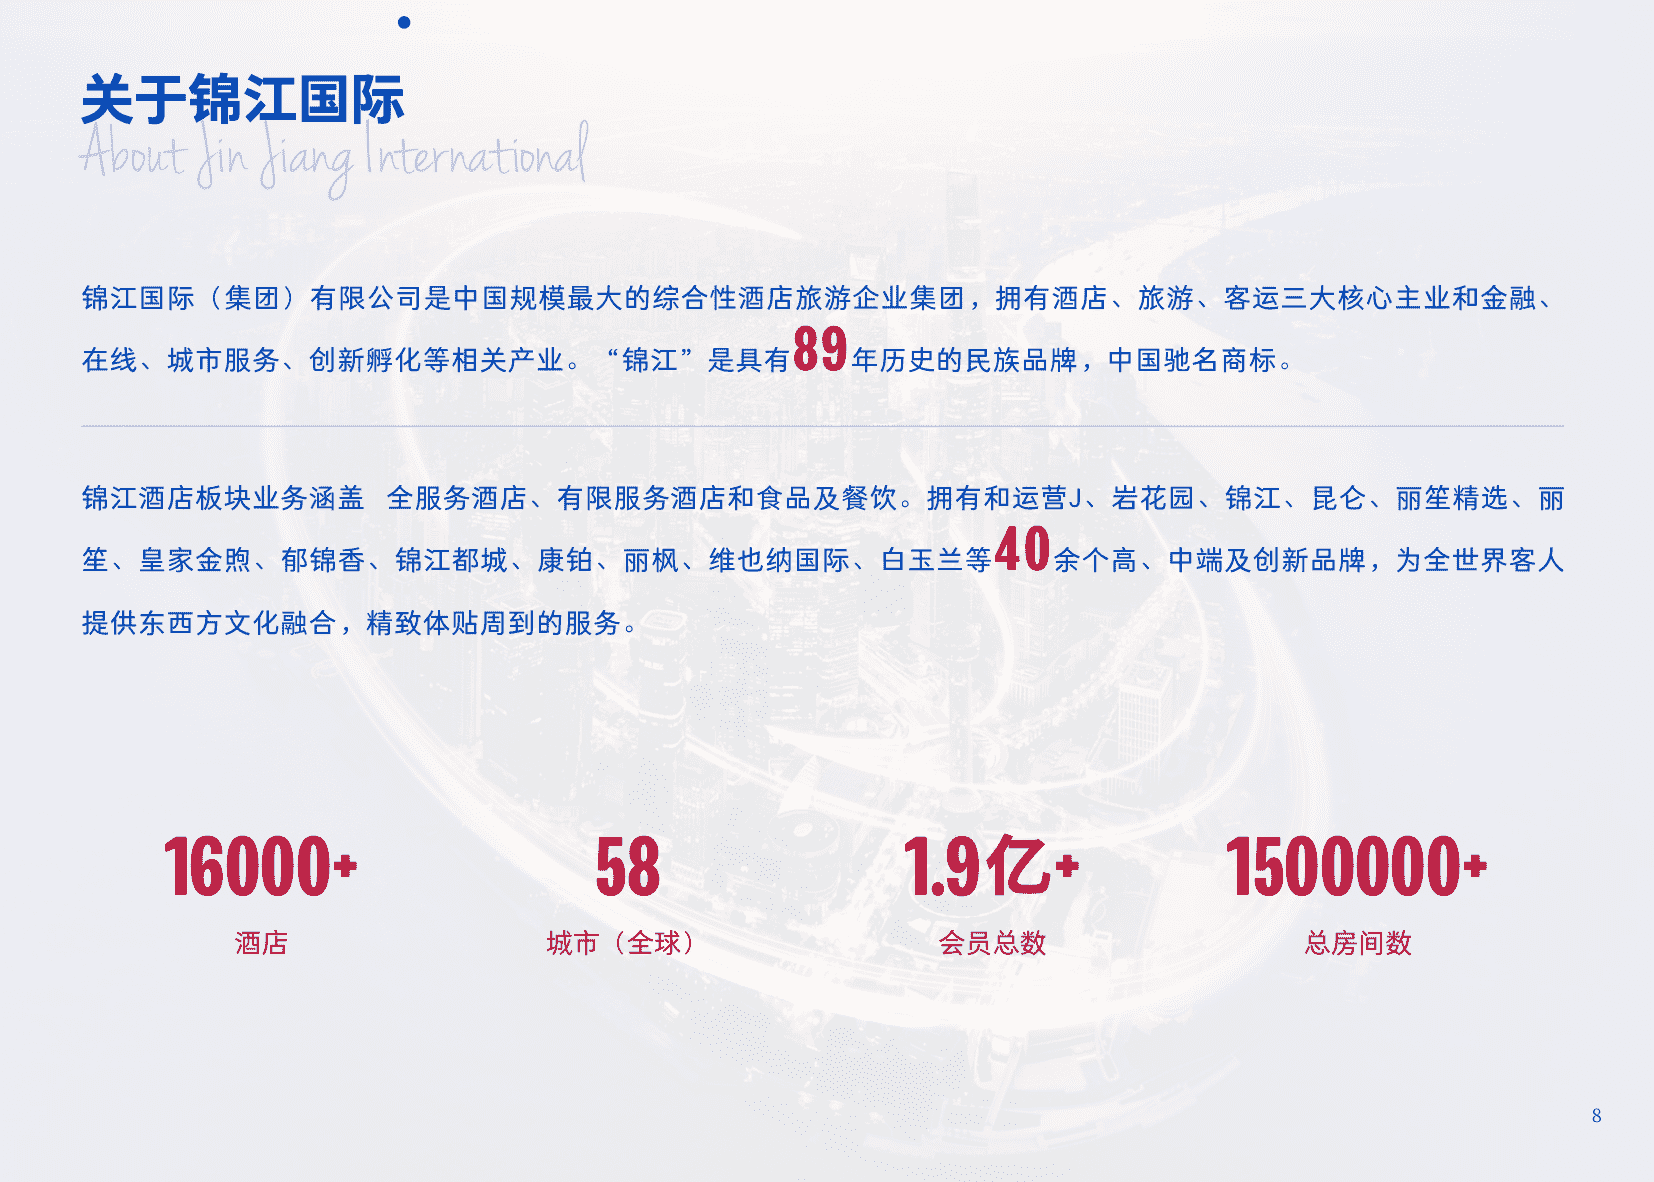 关于锦江国际
About Jin Jiang International
锦江国际（集团）有限公司是中国规模最大的综合性酒店旅游企业集团，拥有酒店、旅游、客运三大核心主业和金融、
在线、城市服务、创新孵化等相关产业。“锦江”是具有89年历史的民族品牌，中国驰名商标。
锦江酒店板块业务涵盖 全服务酒店、有限服务酒店和食品及餐饮。拥有和运营J、岩花园、锦江、昆仑、丽笙精选、丽
笙、皇家金煦、郁锦香、锦江都城、康铂、丽枫、维也纳国际、白玉兰等40余个高、中端及创新品牌，为全世界客人
提供东西方文化融合，精致体贴周到的服务。
16000+ 58 1.9亿+ 1500000+
酒店 城市（全球） 会员总数 总房间数
8